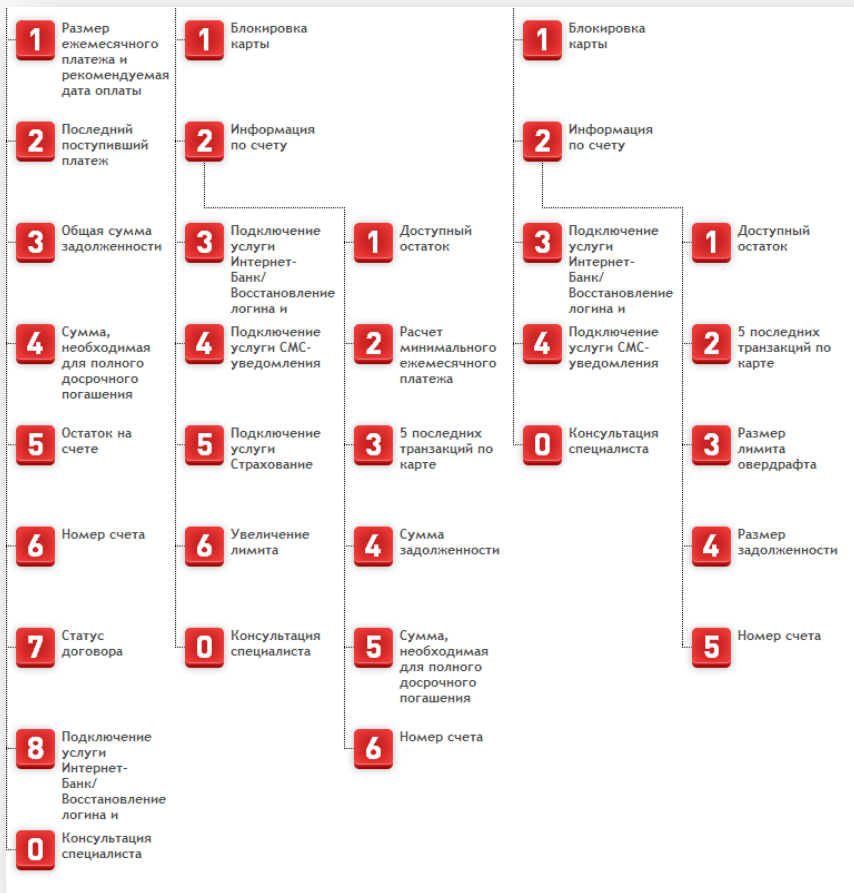 1
Размер
ежемесячного
платежа и
рекомендуемая
дата оплаты
2
Последний
поступивший
платеж
3
Общая сумма
задолженности
4
Сумма,
необходимая
для полного
досрочного
погашения
5
Остаток на
счете
6
Номер счета
7
Статус
договора
8
Подключение
услуги
Интернет-
Банк/
Восстановление
логина и
0
Консультация
специалиста
1
Блокировка
карты
2
Информация
по счету
3
Подключение
услуги
Интернет-
Банк/
Восстановление
логина и
4
Подключение
услуги СМС-
уведомления
5
Подключение
услуги
Страхование
6
Увеличение
лимита
0
Консультация
специалиста
1
Доступный
остаток
2
Расчет
минимального
ежемесячного
платежа
3
5 последних
транзакций по
карте
4
Сумма
задолженности
5
Сумма,
необходимая
для полного
досрочного
погашения
6
Номер счета
1
Блокировка
карты
2
Информация
по счету
3
Подключение
услуги
Интернет-
Банк/
Восстановление
логина и
4
Подключение
услуги СМС-
уведомления
0
Консультация
специалиста
1
Доступный
остаток
2
5 последних
транзакций по
карте
3
Размер
лимита
овердрафта
4
Размер
задолженности
5
Номер счета